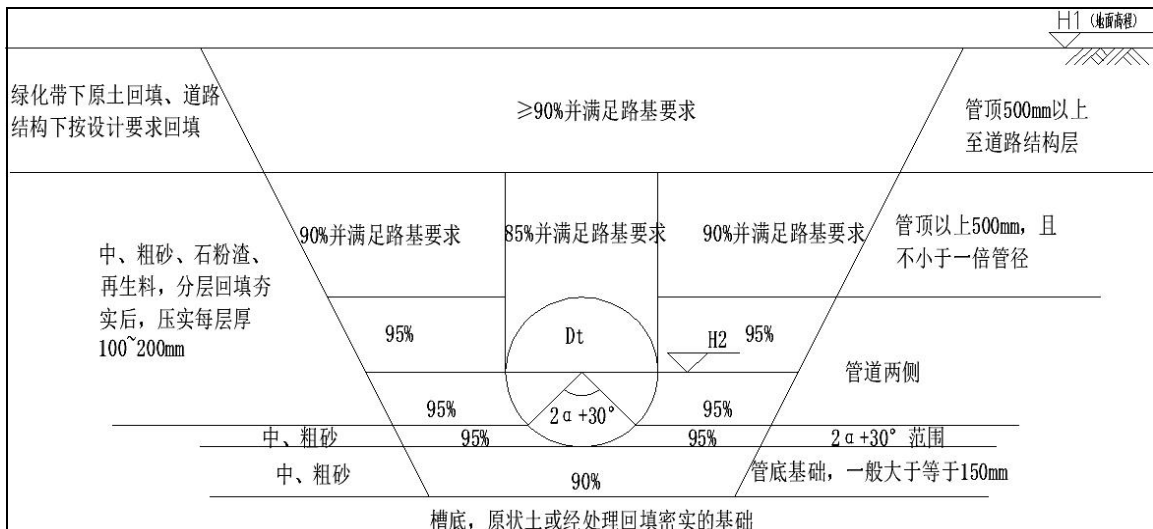 H1（地面高程）
绿化带下原土回填、道路
结构下按设计要求回填
≥90%并满足路基要求
管顶500mm以上
至道路结构层
中、粗砂、石粉渣、
再生料，分层回填夯
实后，压实每层厚
100~200mm
90%并满足路基要求
85%并满足路基要求
90%并满足路基要求
管顶以上500mm，且
不小于一倍管径
95%
Dt
H2
95%
管道两侧
95%
2α+30°
95%
中、粗砂
95%
95%
2α+30° 范围
中、粗砂
90%
管底基础，一般大于等于150mm
槽底，原状土或经处理回填密实的基础